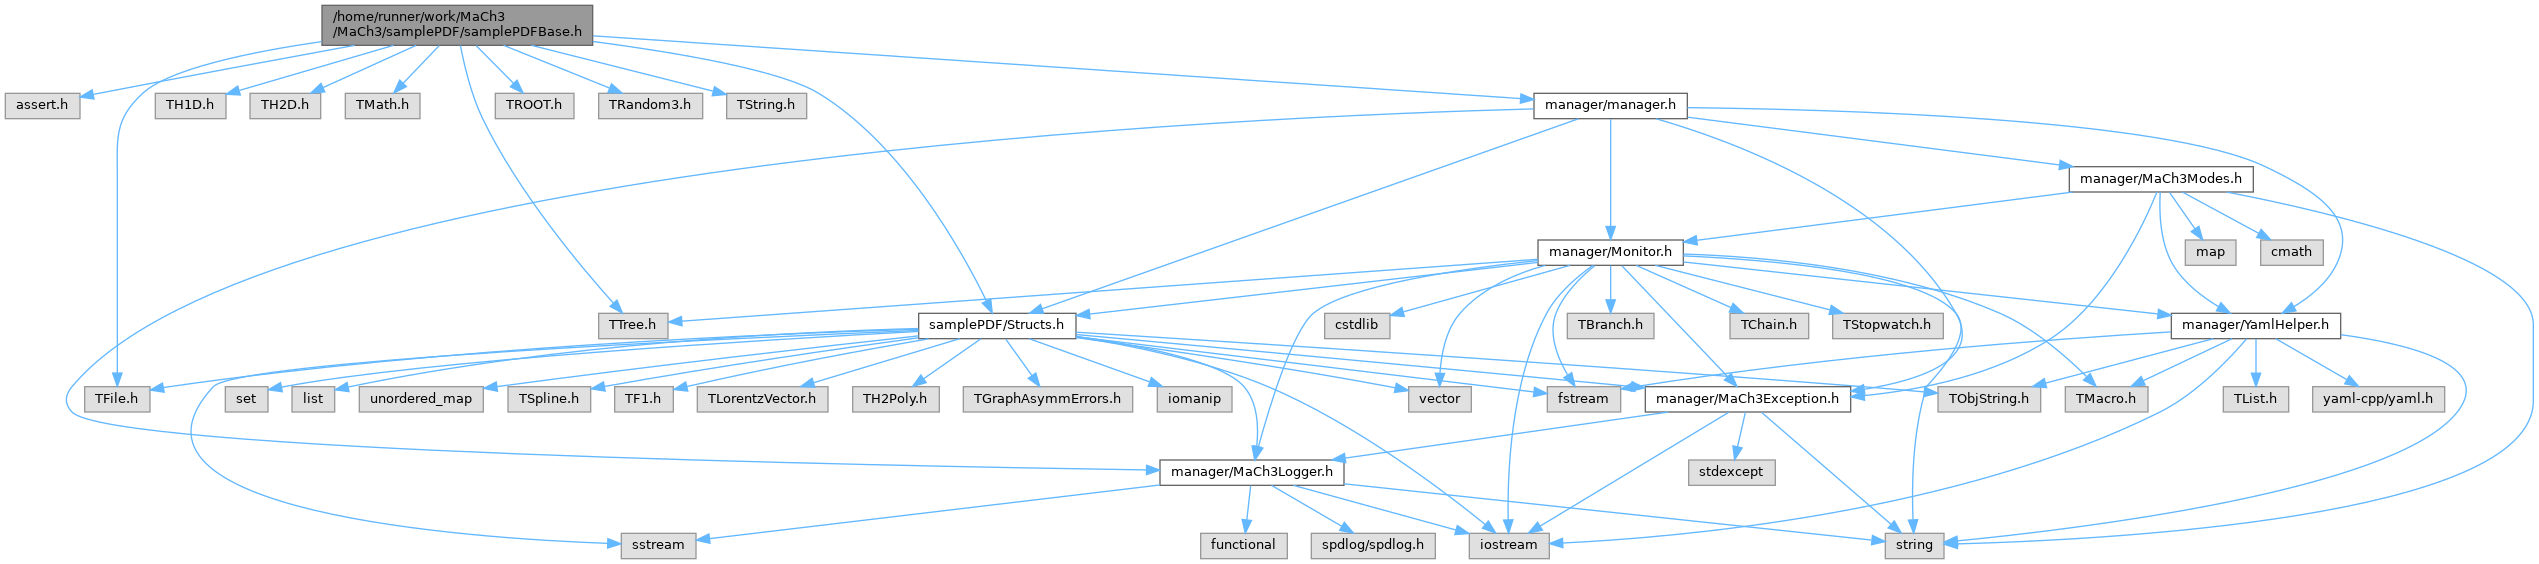 /home/runner/work/MaCh3
/MaCh3/samplePDF/samplePDFBase.h
assert.h
TH1D.h
TH2D.h
TMath.h
TROOT.h
TRandom3.h
TString.h
manager/manager.h
manager/MaCh3Modes.h
manager/Monitor.h
map
cmath
TTree.h
samplePDF/Structs.h
cstdlib
TBranch.h
TChain.h
TStopwatch.h
manager/YamlHelper.h
TFile.h
set
list
unordered_map
TSpline.h
TF1.h
TLorentzVector.h
TH2Poly.h
TGraphAsymmErrors.h
iomanip
vector
fstream
manager/MaCh3Exception.h
TObjString.h
TMacro.h
TList.h
yaml-cpp/yaml.h
manager/MaCh3Logger.h
stdexcept
sstream
functional
spdlog/spdlog.h
iostream
string